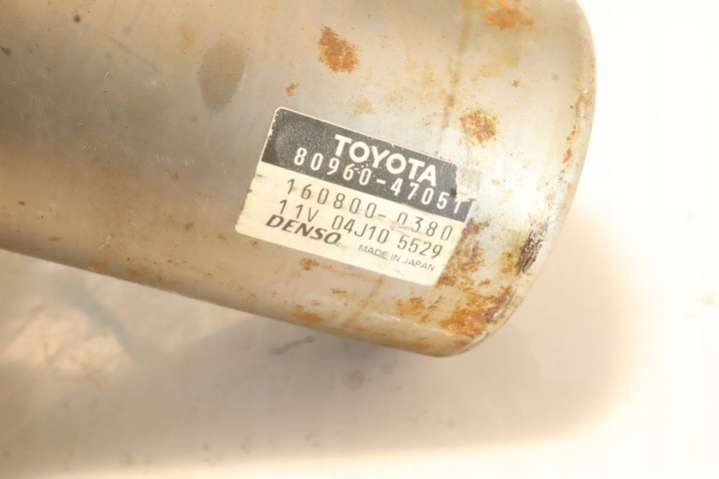 TOYOTA
80960-47051
160800-0380
11V 04J10 5529
DENSO MADE IN JAPAN